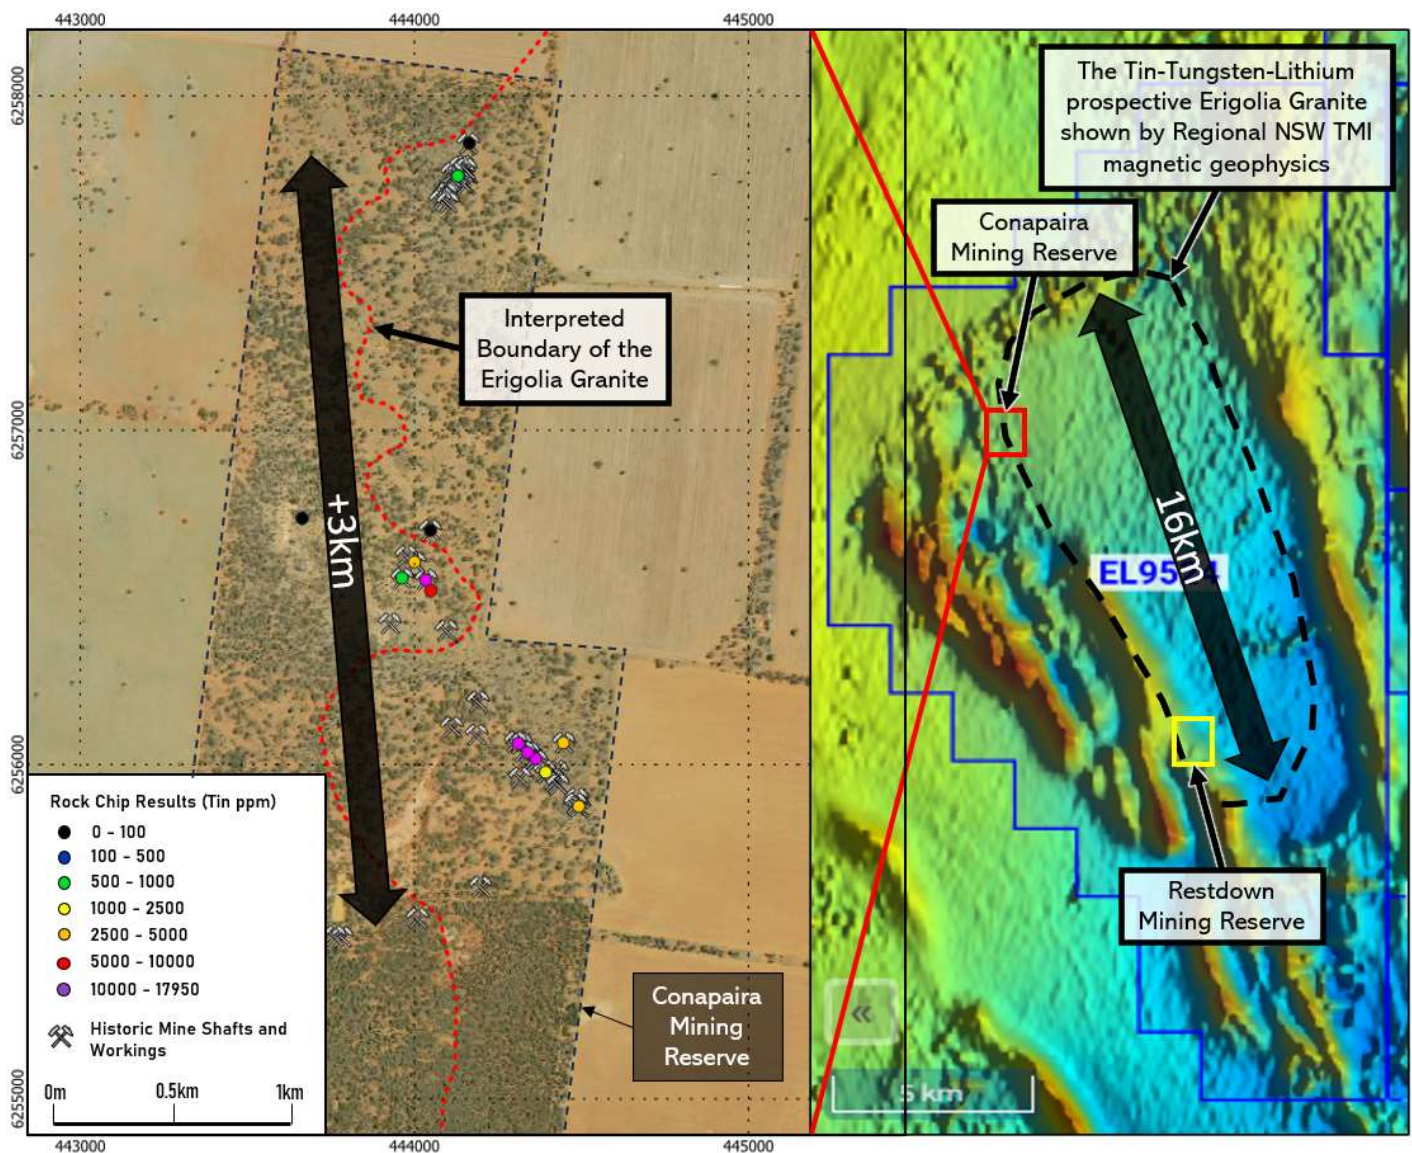 443000
444000
445000
6258000
6257000
6256000
6255000
Interpreted
Boundary of the
Erigolia Granite
+3km
Rock Chip Results (Tin ppm)
0 - 100
100 - 500
500 - 1000
1000 - 2500
2500 - 5000
5000 - 10000
10000 - 17950
Historic Mine Shafts and
Workings
0m
0.5km
1km
Conapaira
Mining
Reserve
443000
444000
445000
The Tin-Tungsten-Lithium
prospective Erigolia Granite
shown by Regional NSW TMI
magnetic geophysics
Conapaira
Mining Reserve
16km
Restdown
Mining Reserve
«
5 km